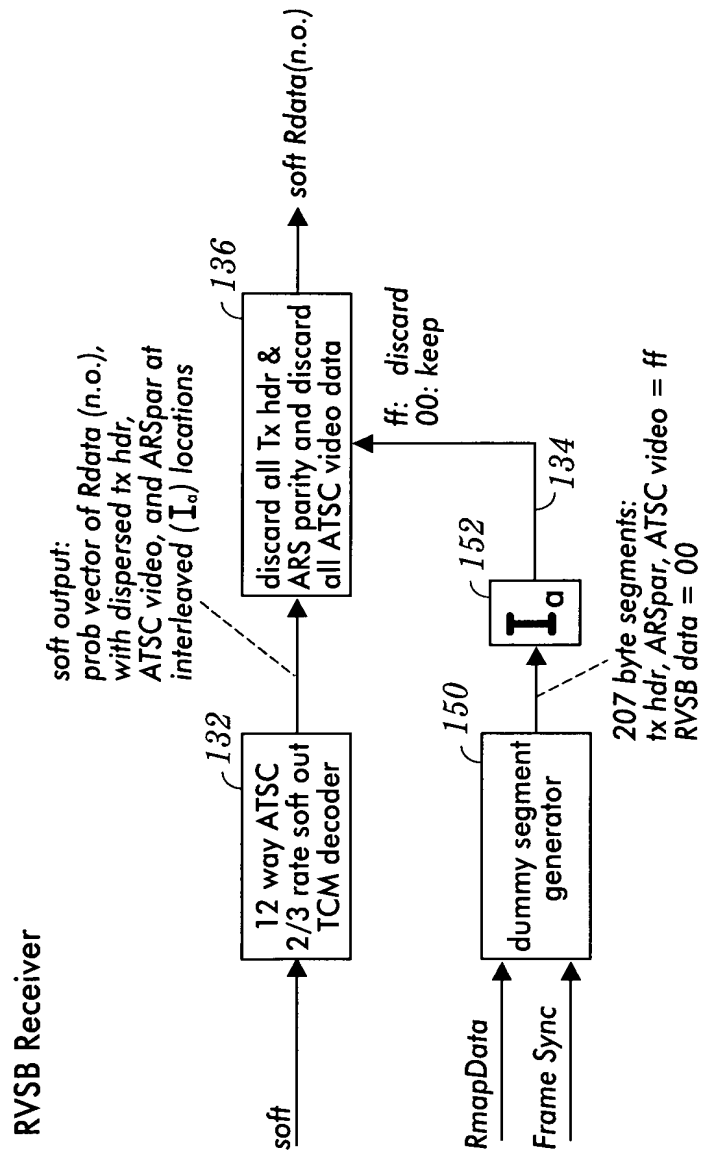 RVSB Receiver
soft output:
prob vector of Rdata (n.o.),
with dispersed tx hdr,
ATSC video, and ARSpar at
interleaved (Ia) locations
soft
132
12 way ATSC
2/3 rate soft out
TCM decoder
136
discard all Tx hdr &
ARS parity and discard
all ATSC video data
soft Rdata(n.o.)
ff: discard
00: keep
134
RmapData
Frame Sync
150
dummy segment
generator
152
Ia
207 byte segments:
tx hdr, ARSpar, ATSC video = ff
RVSB data = 00